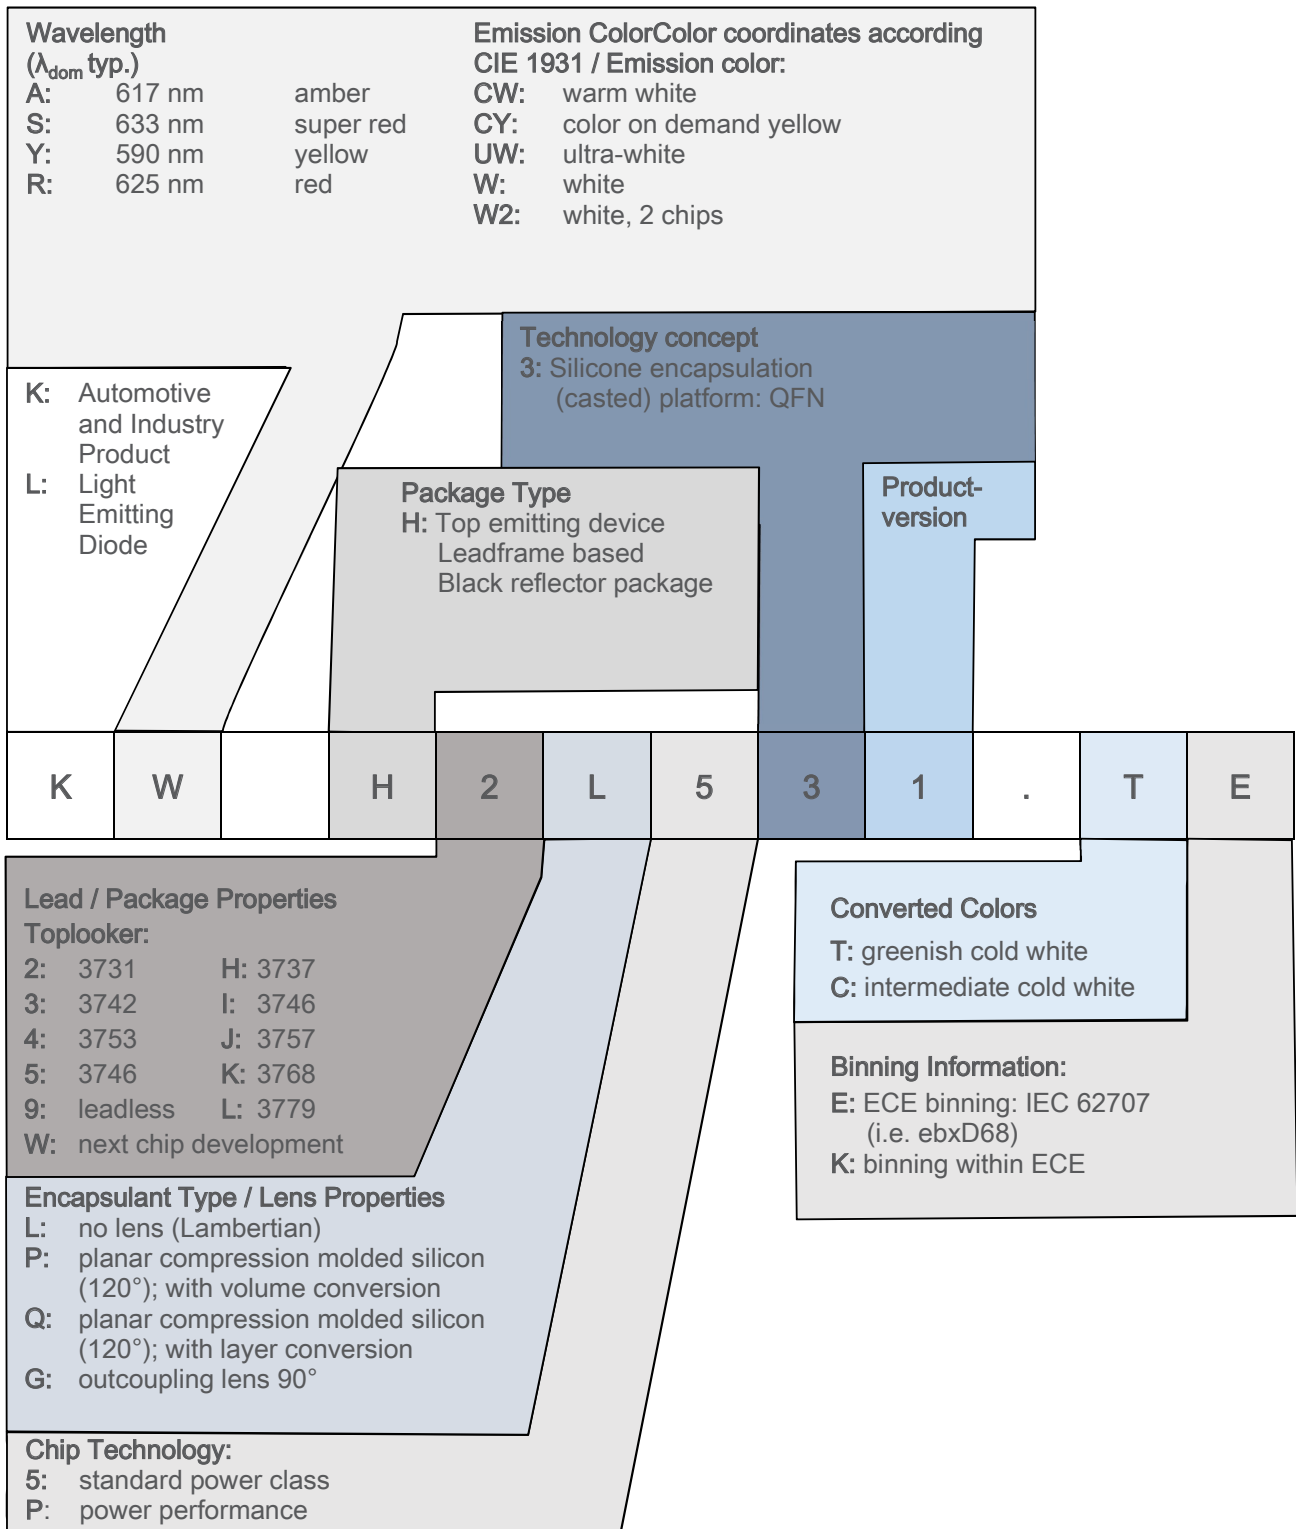 Wavelength
(λdom typ.)
A: 617 nm amber
S: 633 nm super red
Y: 590 nm yellow
R: 625 nm red
Emission ColorColor coordinates according
CIE 1931 / Emission color:
CW: warm white
CY: color on demand yellow
UW: ultra-white
W: white
W2: white, 2 chips
Technology concept
3: Silicone encapsulation
(casted) platform: QFN
K: Automotive
and Industry
Product
L: Light
Emitting
Diode
Package Type
H: Top emitting device
Leadframe based
Black reflector package
Product-
version
K W H 2 L 5 3 1 . T E
Lead / Package Properties
Toplooker:
2: 3731 H: 3737
3: 3742 I: 3746
4: 3753 J: 3757
5: 3746 K: 3768
9: leadless L: 3779
W: next chip development
Converted Colors
T: greenish cold white
C: intermediate cold white
Binning Information:
E: ECE binning: IEC 62707
(i.e. ebxD68)
K: binning within ECE
Encapsulant Type / Lens Properties
L: no lens (Lambertian)
P: planar compression molded silicon
(120°); with volume conversion
Q: planar compression molded silicon
(120°); with layer conversion
G: outcoupling lens 90°
Chip Technology:
5: standard power class
P: power performance